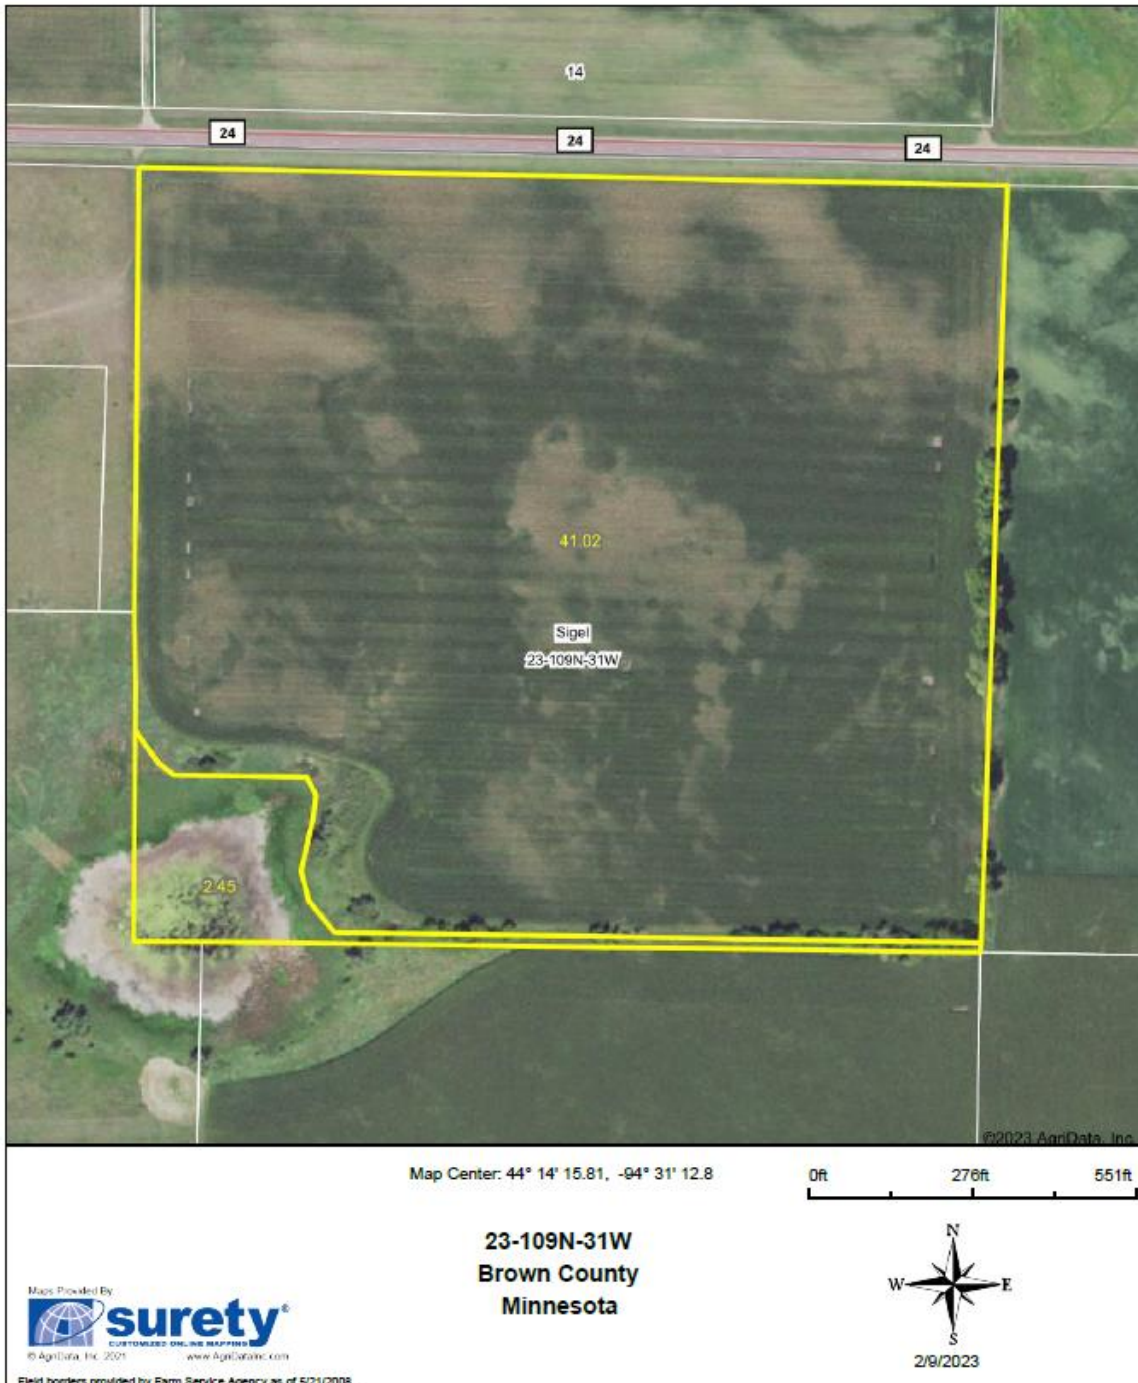 14
24 24 24
41.02
Sigel
23-109N-31W
2.45
©2023 AgriData, Inc.
Map Center: 44° 14' 15.81, -94° 31' 12.8
0ft 276ft 551ft
23-109N-31W
Brown County
Minnesota
N
W E
S
2/9/2023
Maps Provided By
surety®
CUSTOMIZED ONLINE MAPPING
© AgriData, Inc. 2021 www.AgriDataInc.com
Field borders provided by Farm Service Agency as of 5/21/2008.